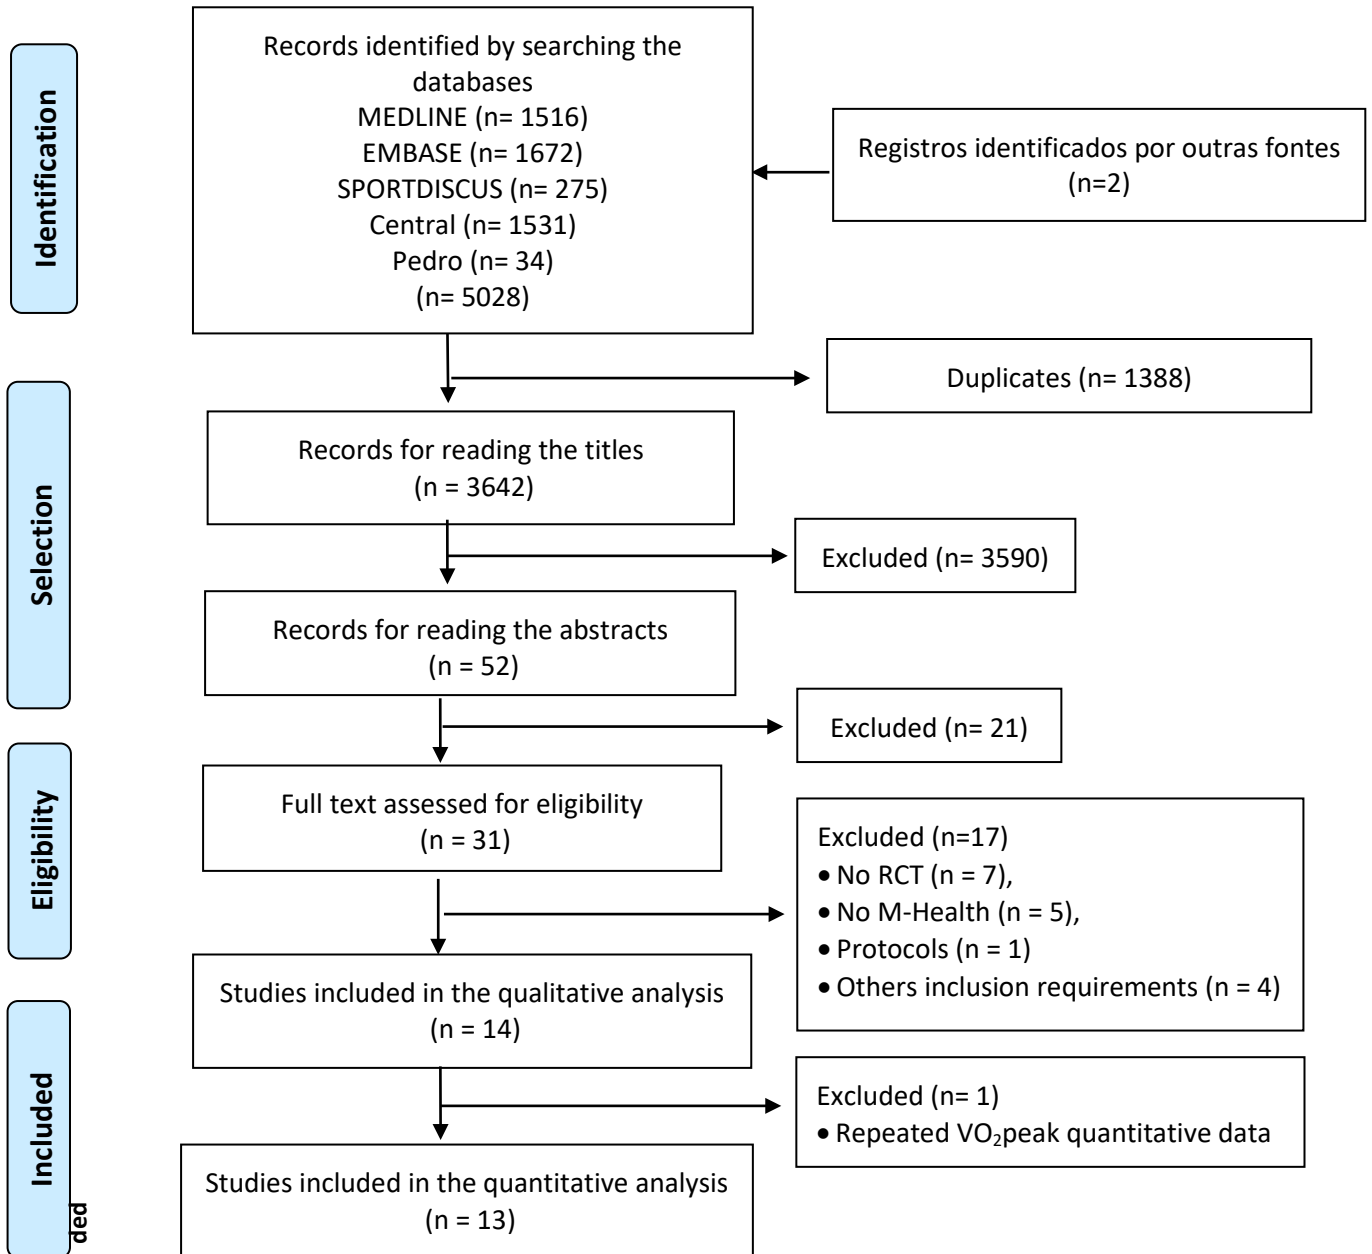 Identification
Records identified by searching the
databases
MEDLINE (n= 1516)
EMBASE (n= 1672)
SPORTDISCUS (n= 275)
Central (n= 1531)
Pedro (n= 34)
(n= 5028)
Registros identificados por outras fontes
(n=2)
Duplicates (n= 1388)
Selection
Records for reading the titles
(n = 3642)
Excluded (n= 3590)
Records for reading the abstracts
(n = 52)
Excluded (n= 21)
Eligibility
Full text assessed for eligibility
(n = 31)
Excluded (n=17)
• No RCT (n = 7),
• No M-Health (n = 5),
• Protocols (n = 1)
• Others inclusion requirements (n = 4)
Studies included in the qualitative analysis
(n = 14)
Included
ded
Excluded (n= 1)
• Repeated VO₂peak quantitative data
Studies included in the quantitative analysis
(n = 13)